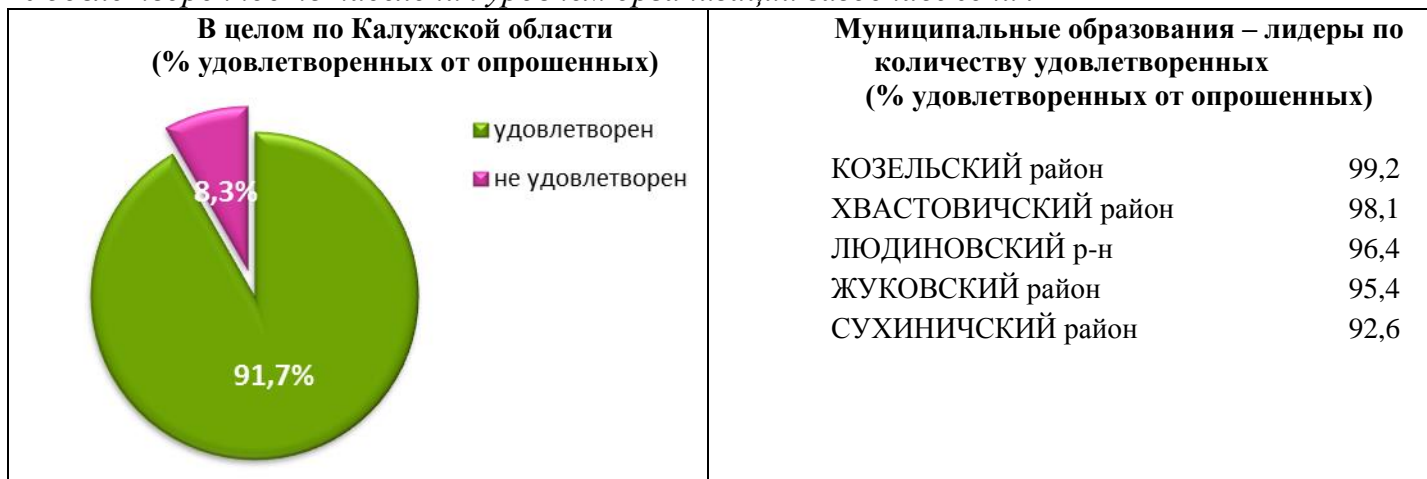 В целом по Калужской области
(% удовлетворенных от опрошенных)
удовлетворен
не удовлетворен
8,3%
91,7%
Муниципальные образования – лидеры по
количеству удовлетворенных
(% удовлетворенных от опрошенных)
КОЗЕЛЬСКИЙ район 99,2
ХВАСТОВИЧСКИЙ район 98,1
ЛЮДИНОВСКИЙ р-н 96,4
ЖУКОВСКИЙ район 95,4
СУХИНИЧСКИЙ район 92,6